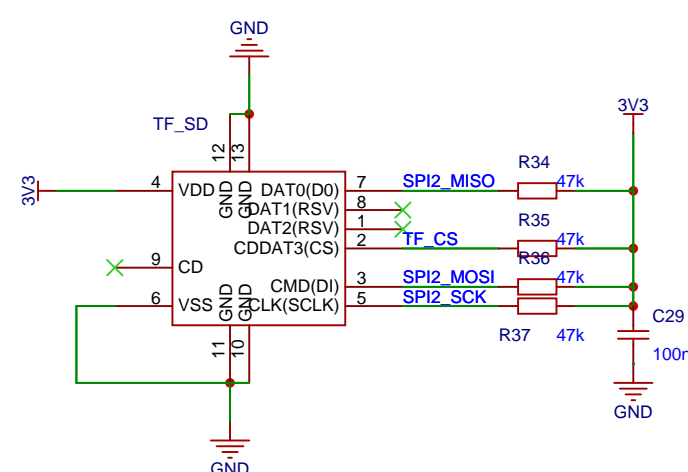 GND
TF_SD
3V3
12
13
R34
3V3
4
VDD
GND
GND
DAT0(D0)
7
SPI2_MISO
47k
DAT1(RSV)
8
R35
DAT2(RSV)
1
CDDAT3(CS)
2
TF_CS
47k
R36
9
CD
CMD(DI)
3
SPI2_MOSI
47k
6
VSS
GND
GND
CLK(SCLK)
5
SPI2_SCK
R37
47k
C29
100n
11
10
GND
GND